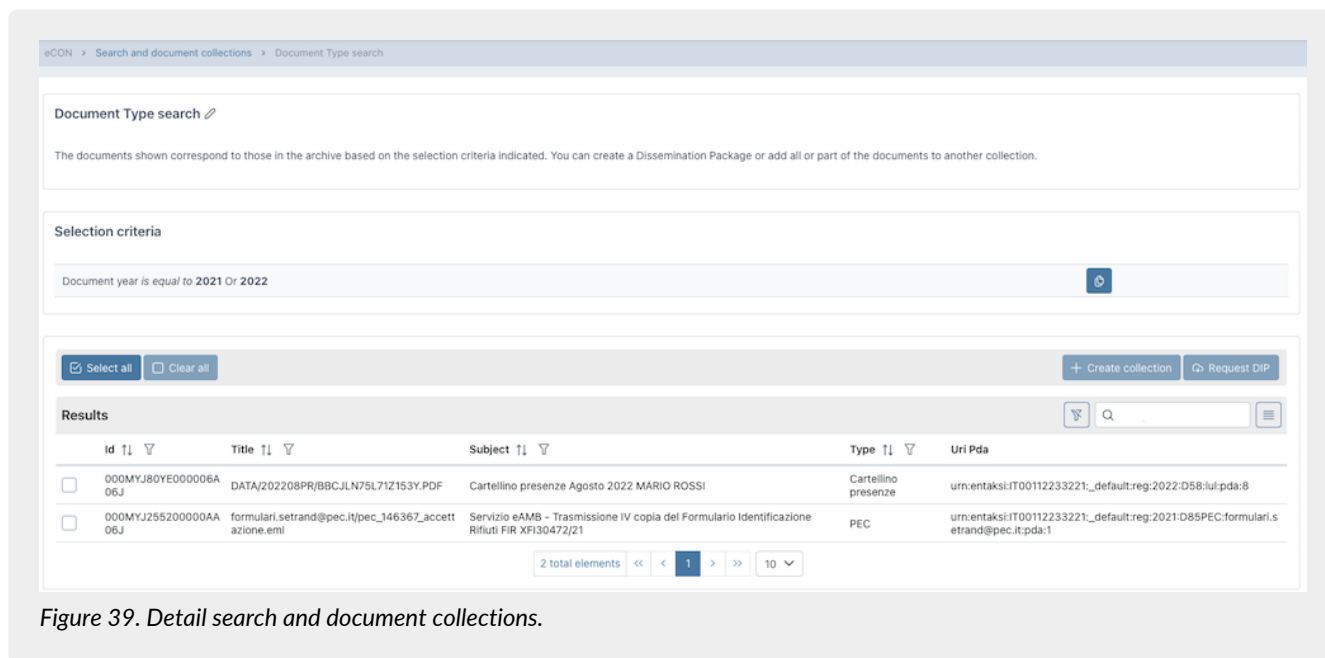 eCON > Search and document collections > Document Type search
Document Type search
The documents shown correspond to those in the archive based on the selection criteria indicated. You can create a Dissemination Package or add all or part of the documents to another collection.
Selection criteria
Document year is equal to 2021 Or 2022
Select all Clear all + Create collection Request DIP
Results
Id Title Subject Type Uri Pda
000MYJ80YE000006A DATA/202208PR/BBCJLN75L71Z153Y.PDF Cartellino presenze Agosto 2022 MARIO ROSSI Cartellino urn:entaksi:IT00112233221:_default:reg:2022:D58:lul:pda:8
06J presenze
000MYJ255200000AA formulari.setrand@pec.it/pec_146367_accett Servizio eAMB - Trasmissione IV copia del Formulario Identificazione PEC urn:entaksi:IT00112233221:_default:reg:2021:D85PEC:formulari.s
06J azione.eml Rifiuti FIR XFI30472/21 etrand@pec.it:pda:1
2 total elements << < 1 > >> 10
Figure 39. Detail search and document collections.